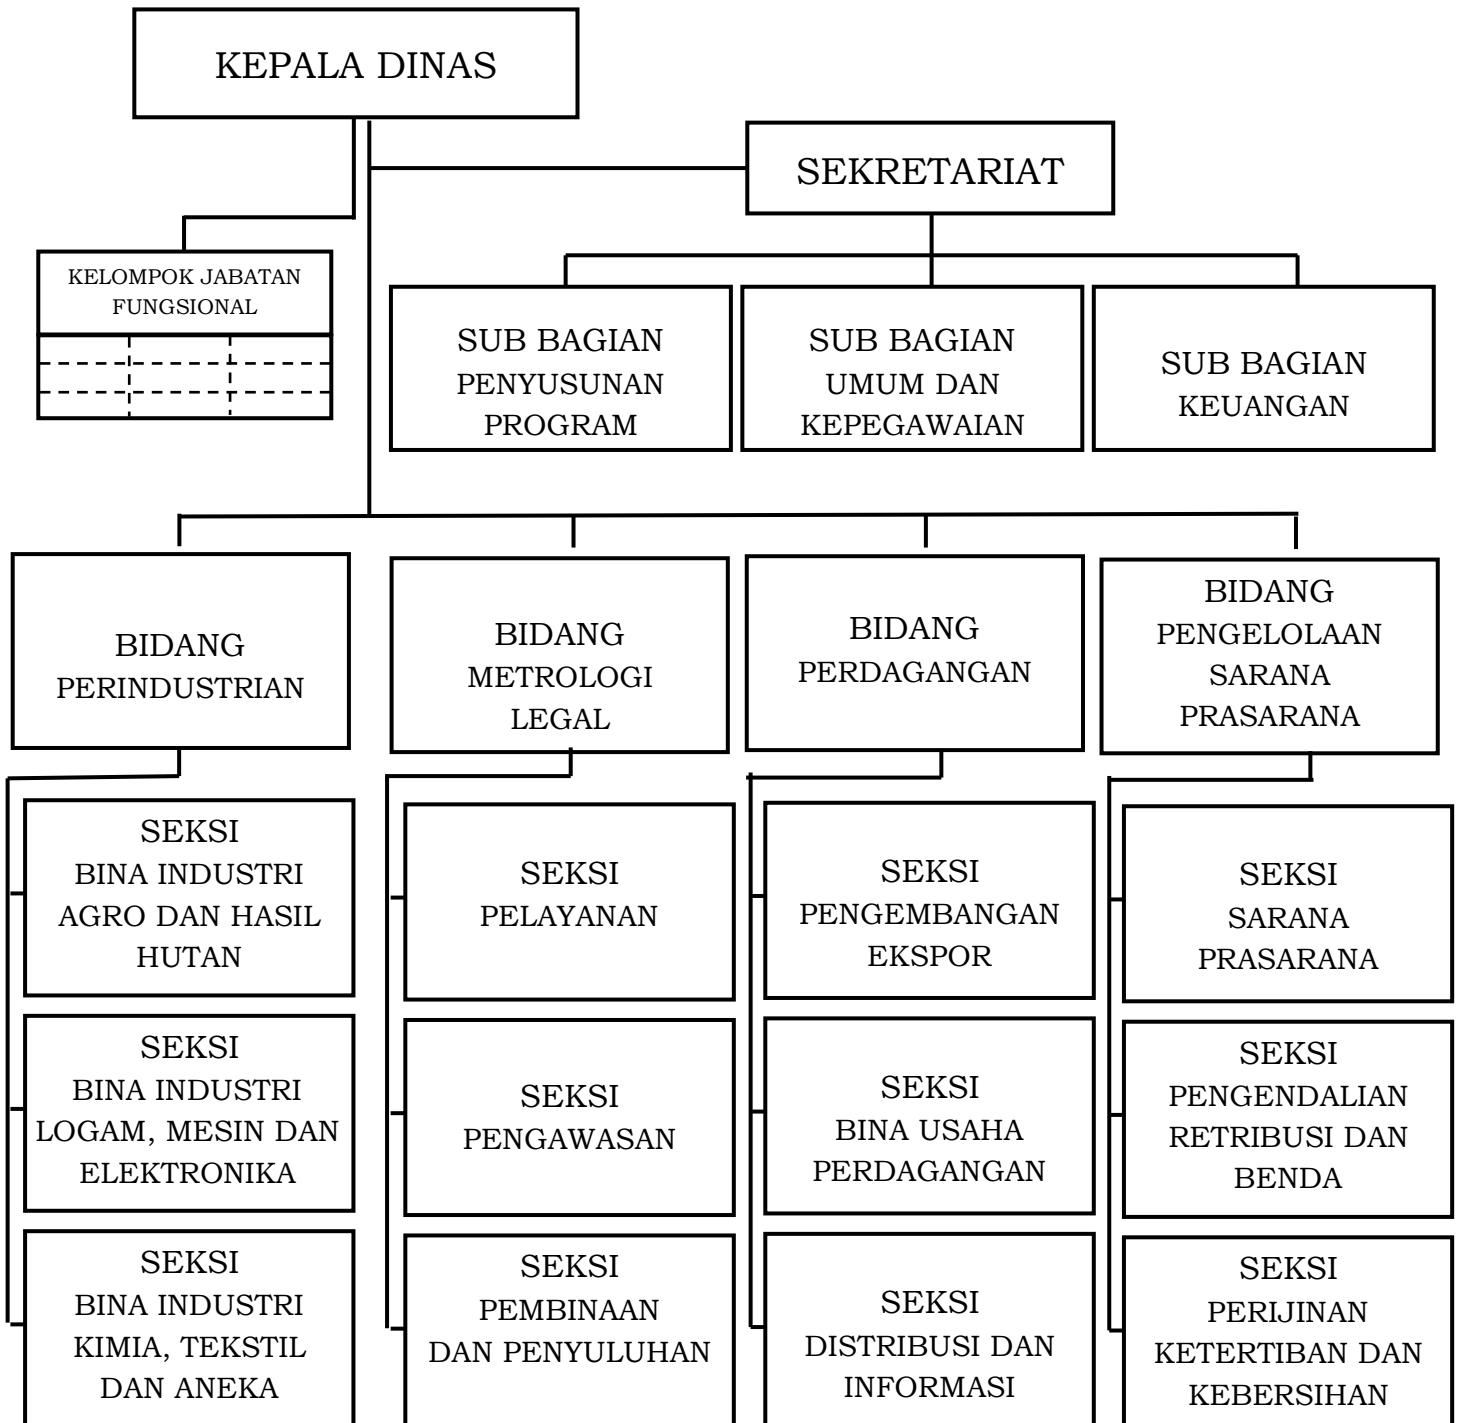 KEPALA DINAS
SEKRETARIAT
KELOMPOK JABATAN
FUNGSIONAL
SUB BAGIAN
PENYUSUNAN
PROGRAM
SUB BAGIAN
UMUM DAN
KEPEGAWAIAN
SUB BAGIAN
KEUANGAN
BIDANG
PERINDUSTRIAN
BIDANG
METROLOGI
LEGAL
BIDANG
PERDAGANGAN
BIDANG
PENGELOLAAN
SARANA
PRASARANA
SEKSI
BINA INDUSTRI
AGRO DAN HASIL
HUTAN
SEKSI
PELAYANAN
SEKSI
PENGEMBANGAN
EKSPOR
SEKSI
SARANA
PRASARANA
SEKSI
BINA INDUSTRI
LOGAM, MESIN DAN
ELEKTRONIKA
SEKSI
PENGAWASAN
SEKSI
BINA USAHA
PERDAGANGAN
SEKSI
PENGENDALIAN
RETRIBUSI DAN
BENDA
SEKSI
BINA INDUSTRI
KIMIA, TEKSTIL
DAN ANEKA
SEKSI
PEMBINAAN
DAN PENYULUHAN
SEKSI
DISTRIBUSI DAN
INFORMASI
SEKSI
PERIJINAN
KETERTIBAN DAN
KEBERSIHAN